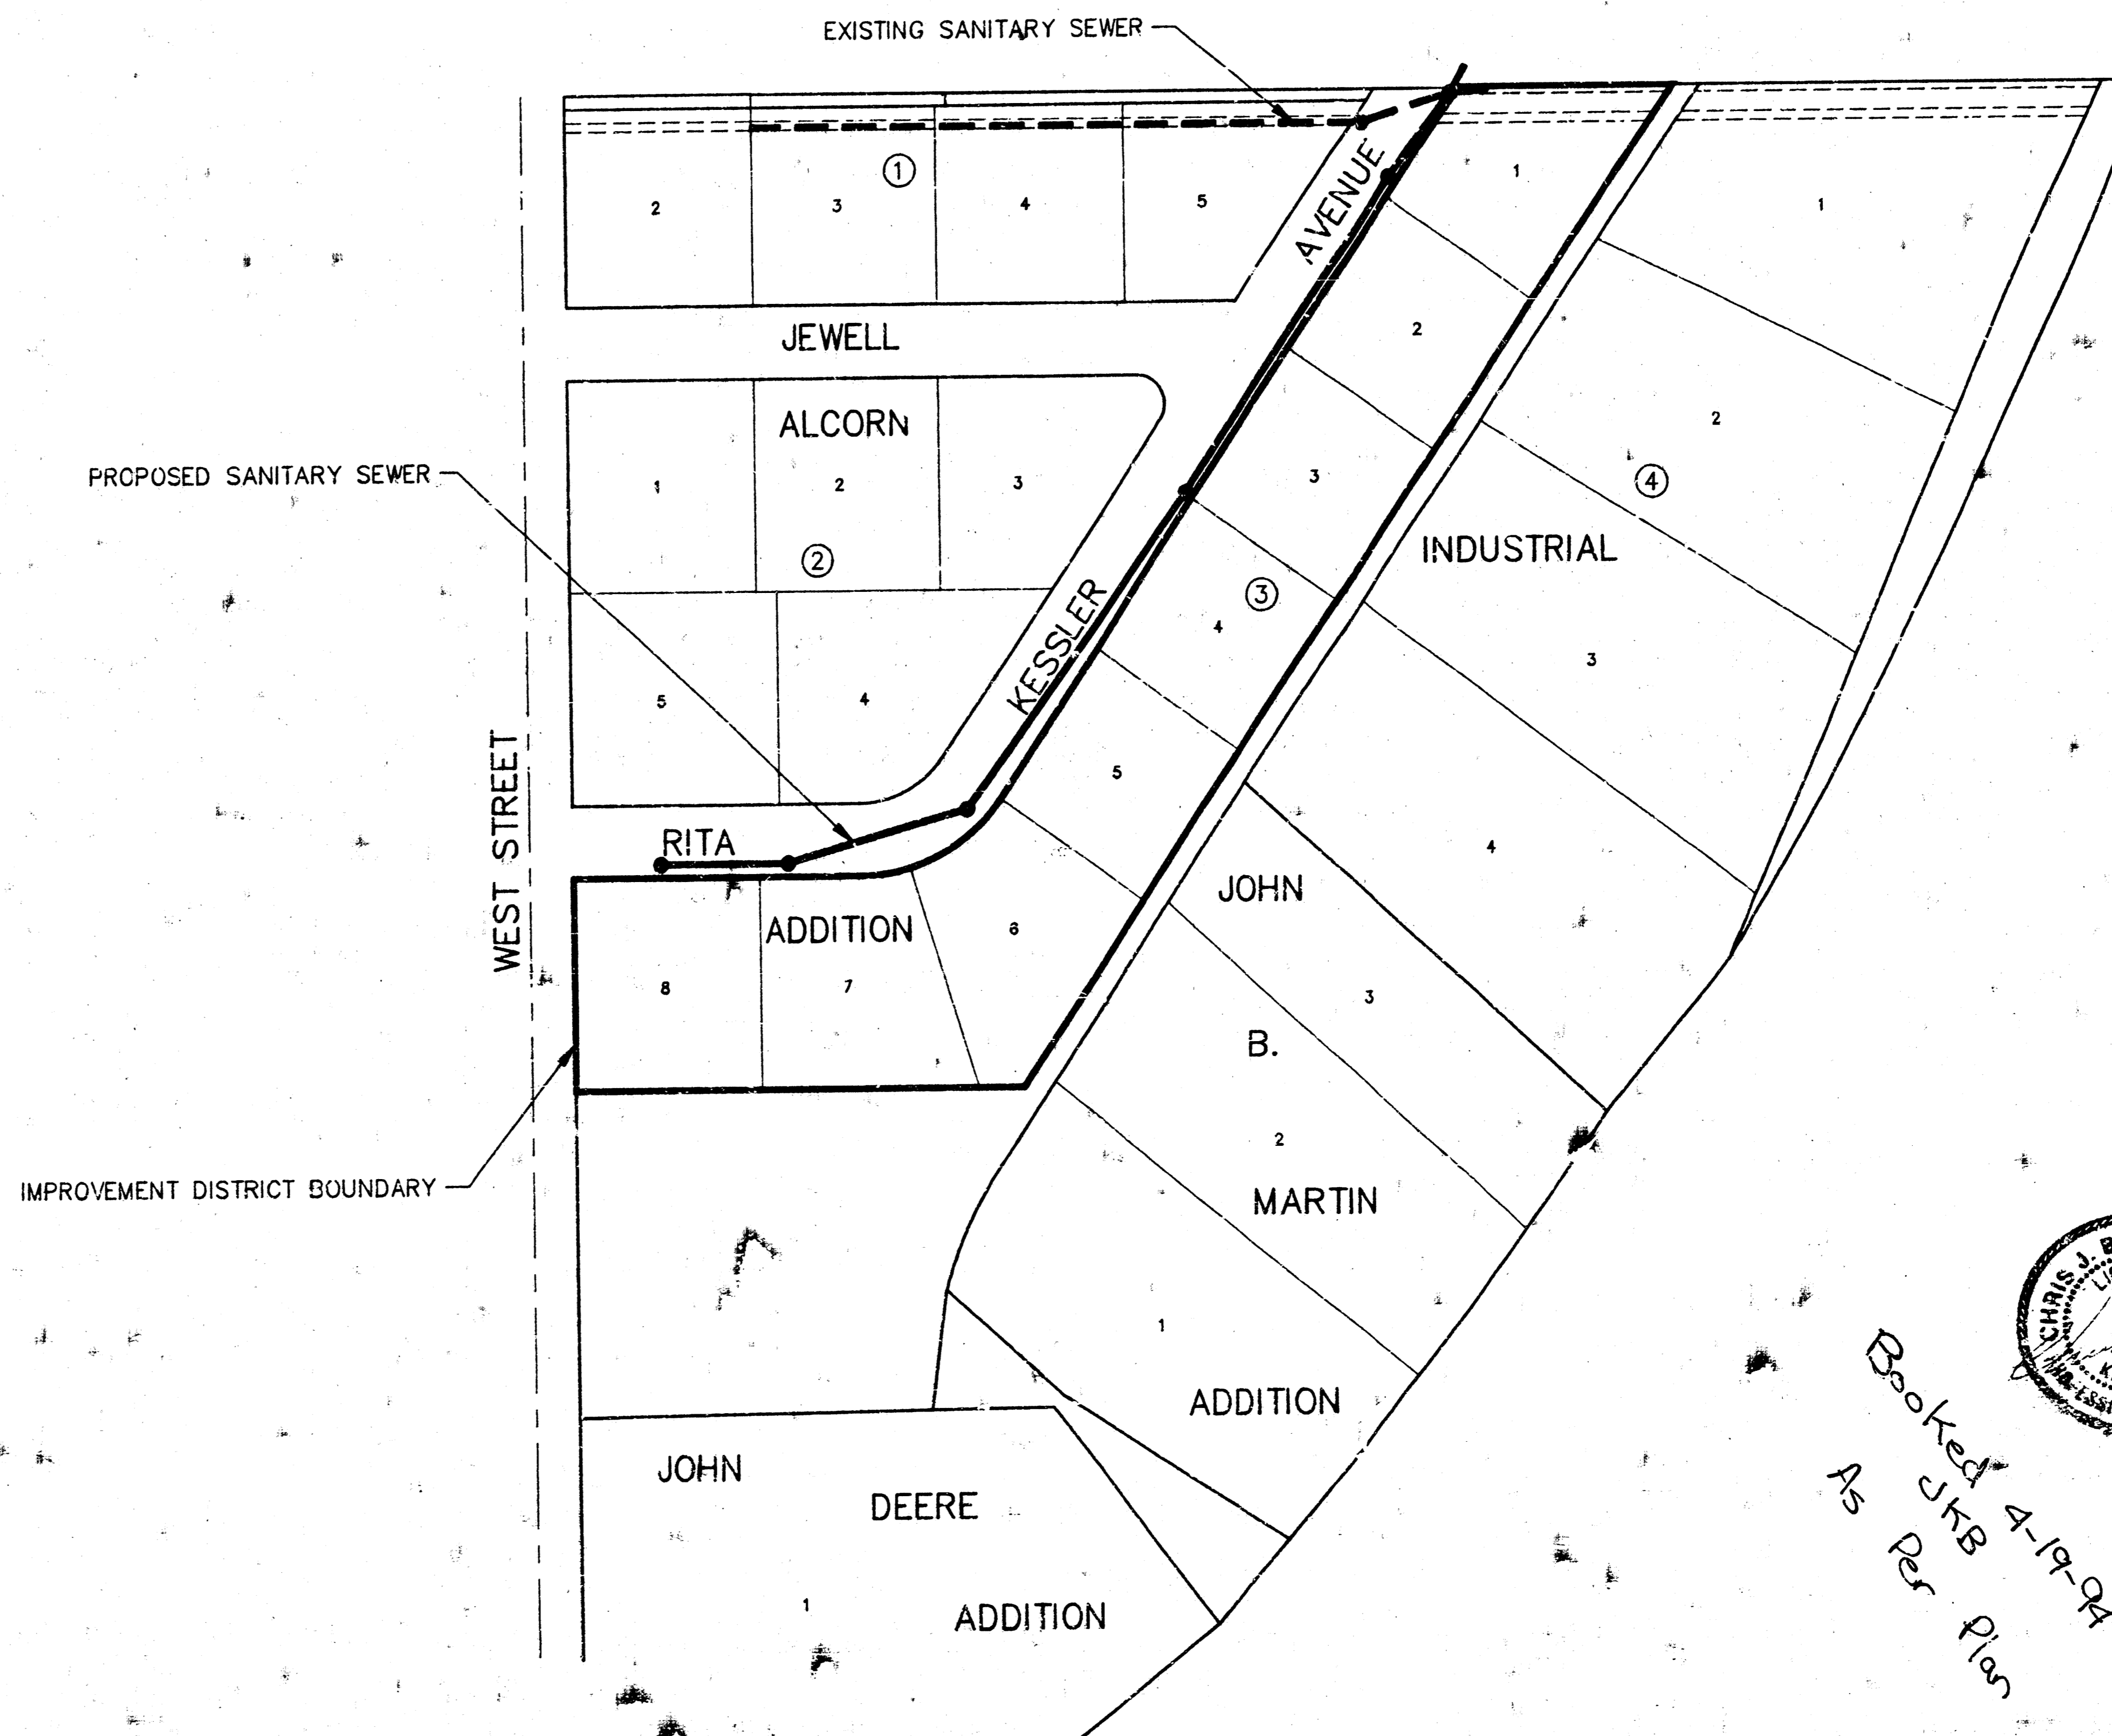 EXISTING SANITARY SEWER
1
2
3
4
5
AVENUE
1
1
JEWELL
2
ALCORN
2
PROPOSED SANITARY SEWER
1
2
3
3
4
INDUSTRIAL
2
3
KESSLER
4
3
5
4
5
WEST STREET
RITA
4
JOHN
ADDITION
6
8
7
3
B.
2
IMPROVEMENT DISTRICT BOUNDARY
MARTIN
1
CHRIS J. B
ADDITION
Booked 4-19-94
JKB
As Per Plan
JOHN
DEERE
1
ADDITION